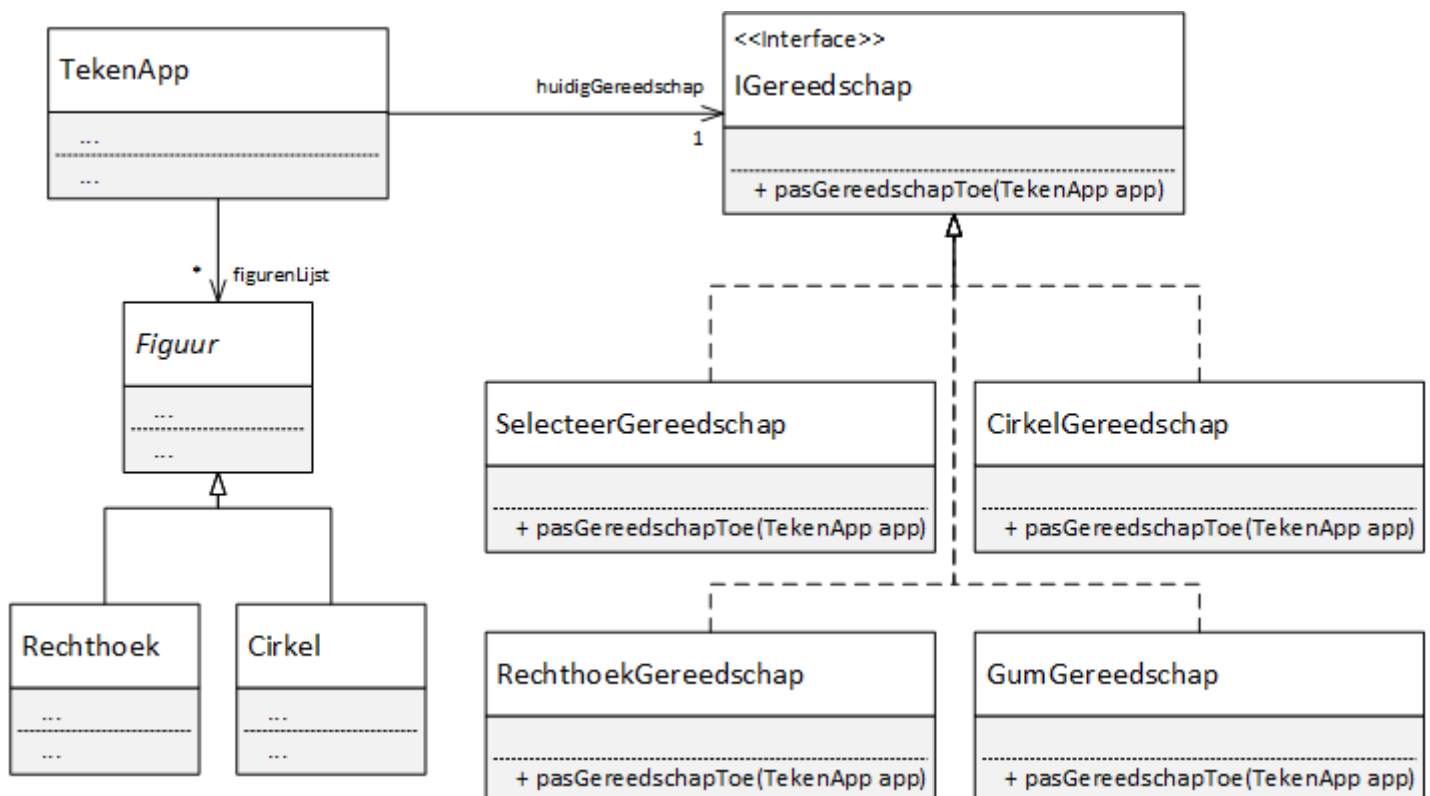 TekenApp
...
...
huidigGereedschap
1
<<Interface>>
IGereedschap
+ pasGereedschapToe(TekenApp app)
* figurenLijst
Figuur
...
...
Rechthoek
...
...
Cirkel
...
...
SelecteerGereedschap
+ pasGereedschapToe(TekenApp app)
CirkelGereedschap
+ pasGereedschapToe(TekenApp app)
RechthoekGereedschap
+ pasGereedschapToe(TekenApp app)
GumGereedschap
+ pasGereedschapToe(TekenApp app)